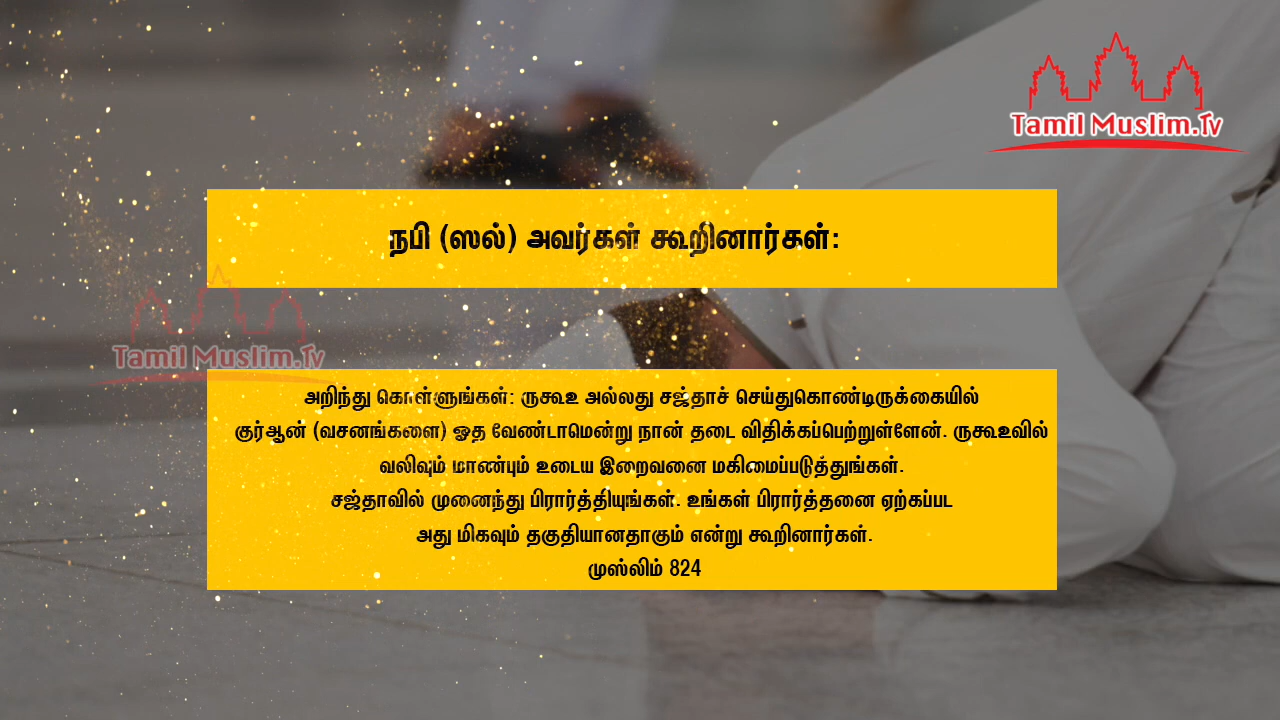 Tamil Muslim.Tv
நபி (ஸல்) அவர்கள் கூறினார்கள்:
Tamil Muslim.Tv
அறிந்து கொள்ளுங்கள்: ருகூஉ அல்லது சஜ்தாச் செய்துகொண்டிருக்கையில்
குர்ஆன் (வசனங்களை) ஓத வேண்டாமென்று நான் தடை விதிக்கப்பெற்றுள்ளேன். ருகூஉவில்
வலிவும் மாண்பும் உடைய இறைவனை மகிமைப்படுத்துங்கள்.
சஜ்தாவில் முனைந்து பிரார்த்தியுங்கள். உங்கள் பிரார்த்தனை ஏற்கப்பட
அது மிகவும் தகுதியானதாகும் என்று கூறினார்கள்.
முஸ்லிம் 824